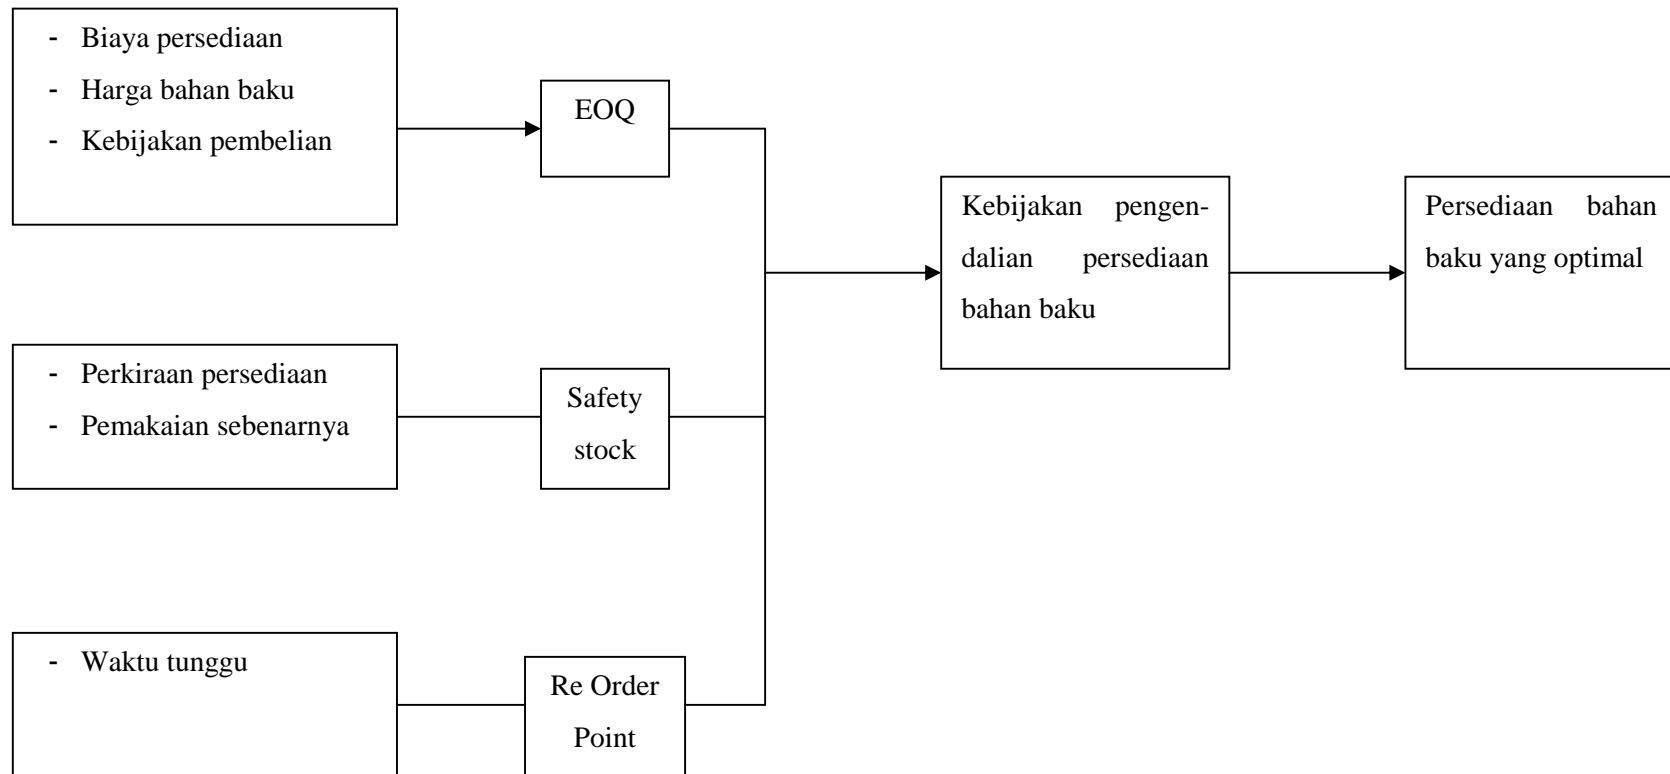 - Biaya persediaan
- Harga bahan baku
- Kebijakan pembelian
EOQ
Kebijakan pengen-
dalian persediaan
bahan baku
Persediaan bahan
baku yang optimal
- Perkiraan persediaan
- Pemakaian sebenarnya
Safety
stock
- Waktu tunggu
Re Order
Point